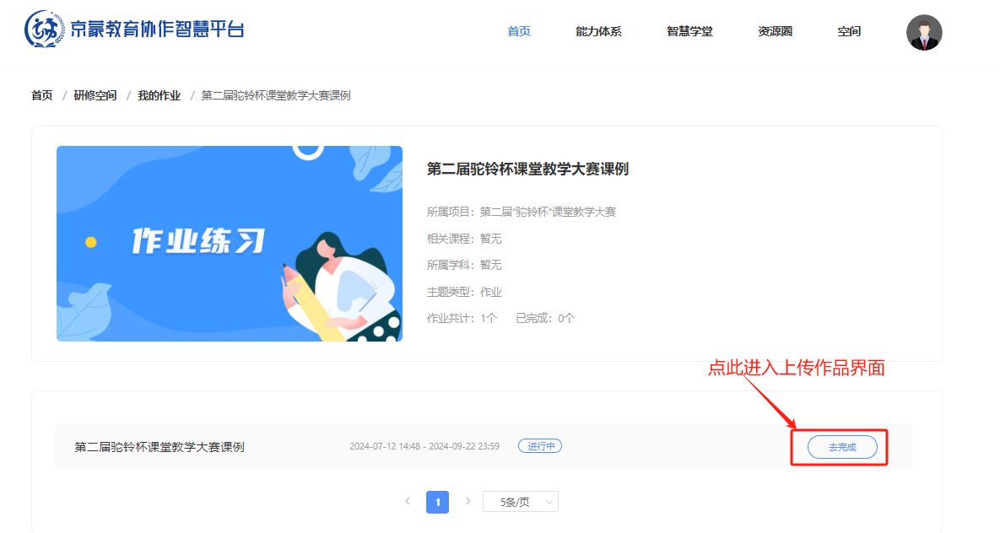 京蒙教育协作智慧平台
首页 能力体系 智慧学堂 资源圈 空间
首页 / 研修空间 / 我的作业 / 第二届驼铃杯课堂教学大赛课例
作业练习
第二届驼铃杯课堂教学大赛课例
所属项目：第二届“驼铃杯”课堂教学大赛
相关课程：暂无
所属学科：暂无
主题类型：作业
作业共计：1个 已完成：0个
点此进入上传作品界面
第二届驼铃杯课堂教学大赛课例 2024-07-12 14:48 - 2024-09-22 23:59 进行中 去完成
< 1 > 5条/页